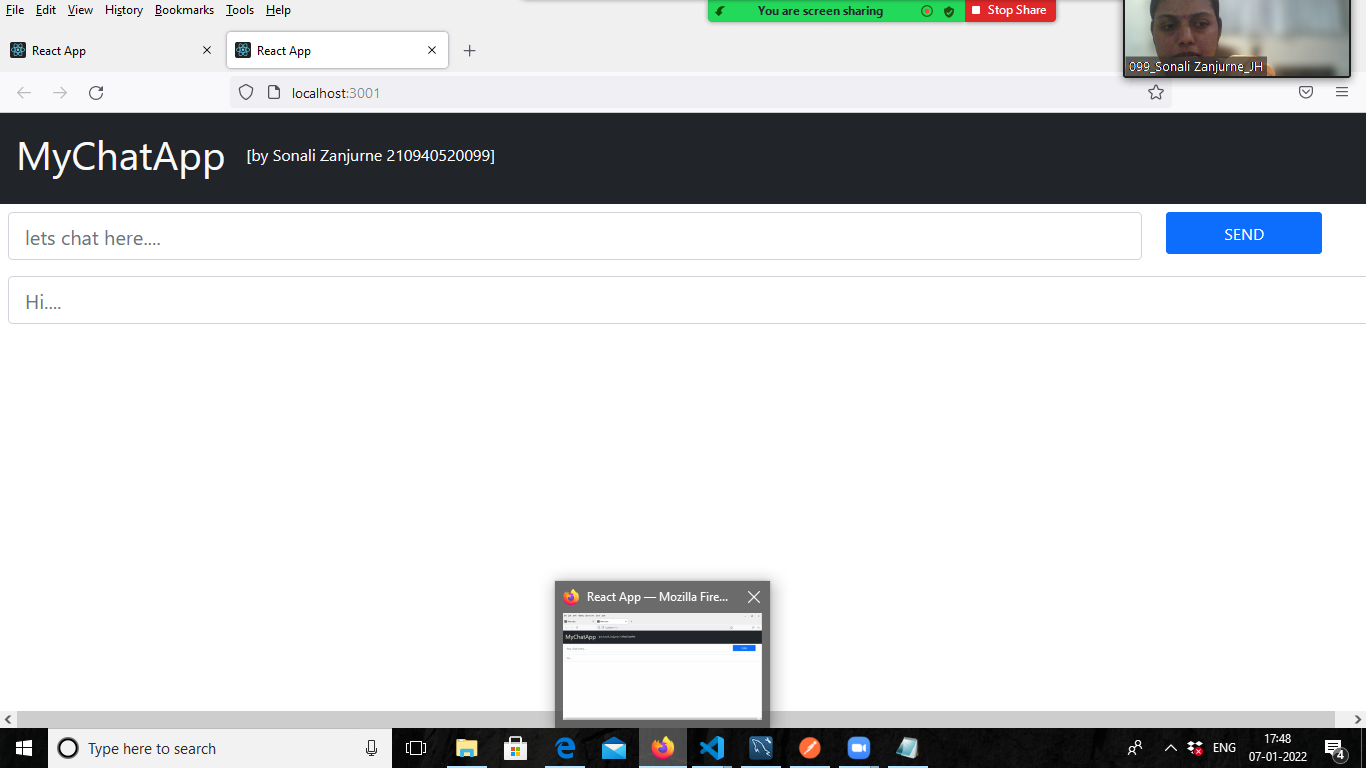 File Edit View History Bookmarks Tools Help
You are screen sharing Stop Share
React App React App
099_Sonali Zanjurne_JH
localhost:3001
MyChatApp [by Sonali Zanjurne 210940520099]
lets chat here.... SEND
Hi....
React App — Mozilla Fire...
MyChatApp
Type here to search
ENG
17:48
07-01-2022
4